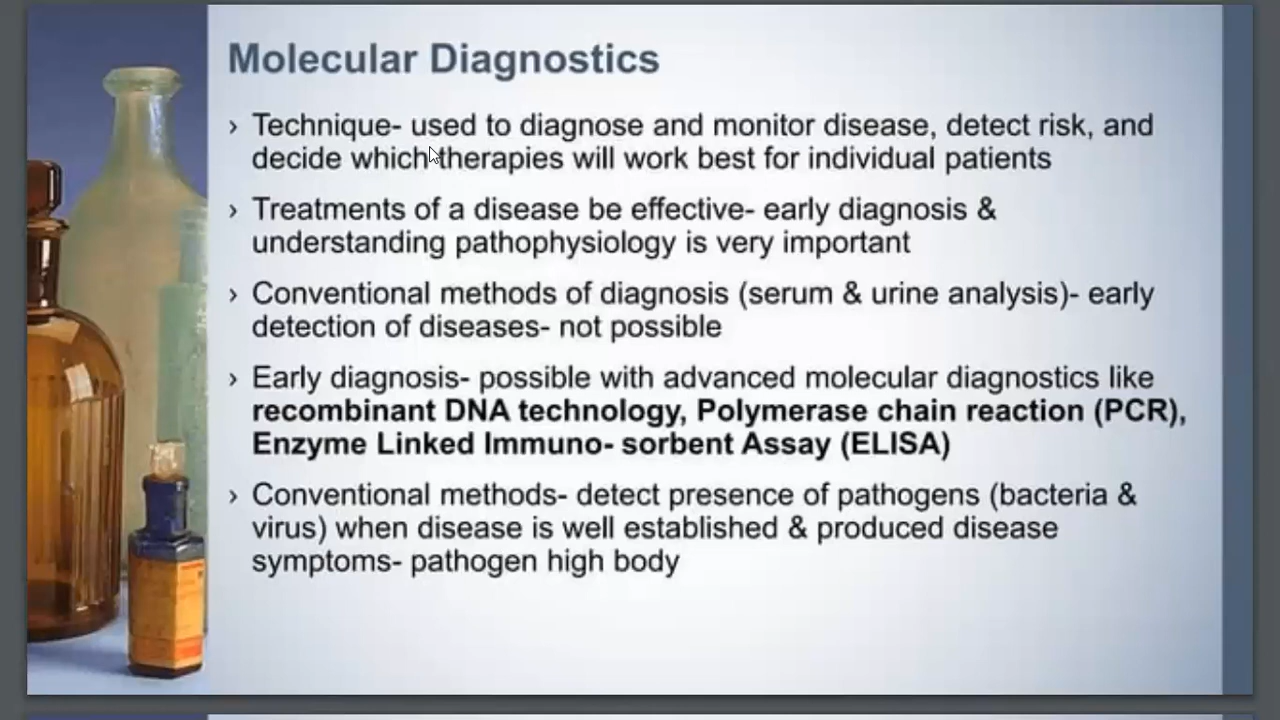 Molecular Diagnostics
› Technique- used to diagnose and monitor disease, detect risk, and
decide which therapies will work best for individual patients
› Treatments of a disease be effective- early diagnosis &
understanding pathophysiology is very important
› Conventional methods of diagnosis (serum & urine analysis)- early
detection of diseases- not possible
› Early diagnosis- possible with advanced molecular diagnostics like
recombinant DNA technology, Polymerase chain reaction (PCR),
Enzyme Linked Immuno- sorbent Assay (ELISA)
› Conventional methods- detect presence of pathogens (bacteria &
virus) when disease is well established & produced disease
symptoms- pathogen high body